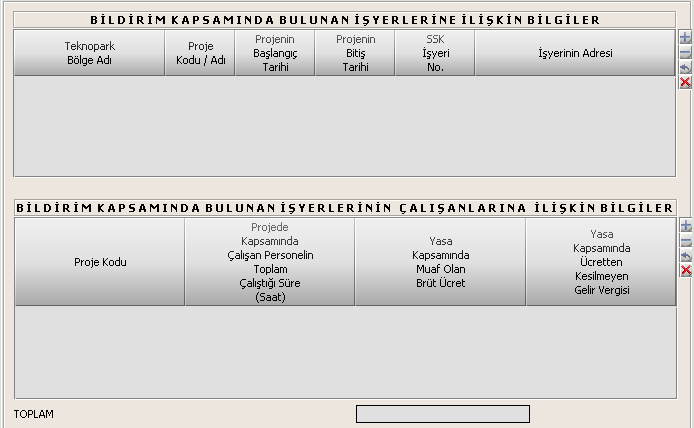 BİLDİRİM KAPSAMINDA BULUNAN İŞYERLERİNE İLİŞKİN BİLGİLER
Teknopark
Bölge Adı
Proje
Kodu / Adı
Projenin
Başlangıç
Tarihi
Projenin
Bitiş
Tarihi
SSK
İşyeri
No.
İşyerinin Adresi
BİLDİRİM KAPSAMINDA BULUNAN İŞYERLERİNİN ÇALIŞANLARINA İLİŞKİN BİLGİLER
Proje Kodu
Projede
Kapsamında
Çalışan Personelin
Toplam
Çalıştığı Süre
(Saat)
Yasa
Kapsamında
Muaf Olan
Brüt Ücret
Yasa
Kapsamında
Ücretten
Kesilmeyen
Gelir Vergisi
TOPLAM